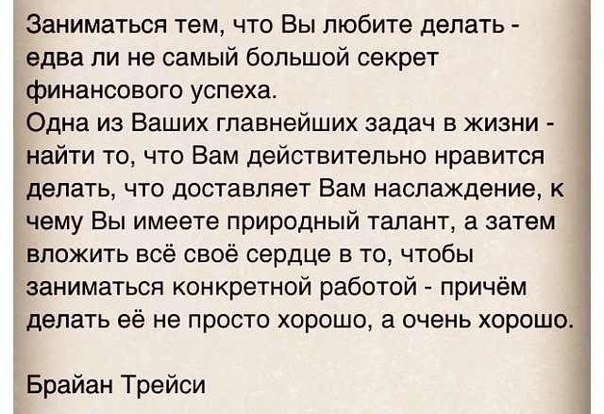 Заниматься тем, что Вы любите делать -
едва ли не самый большой секрет
финансового успеха.
Одна из Ваших главнейших задач в жизни -
найти то, что Вам действительно нравится
делать, что доставляет Вам наслаждение, к
чему Вы имеете природный талант, а затем
вложить всё своё сердце в то, чтобы
заниматься конкретной работой - причём
делать её не просто хорошо, а очень хорошо.
Брайан Трейси